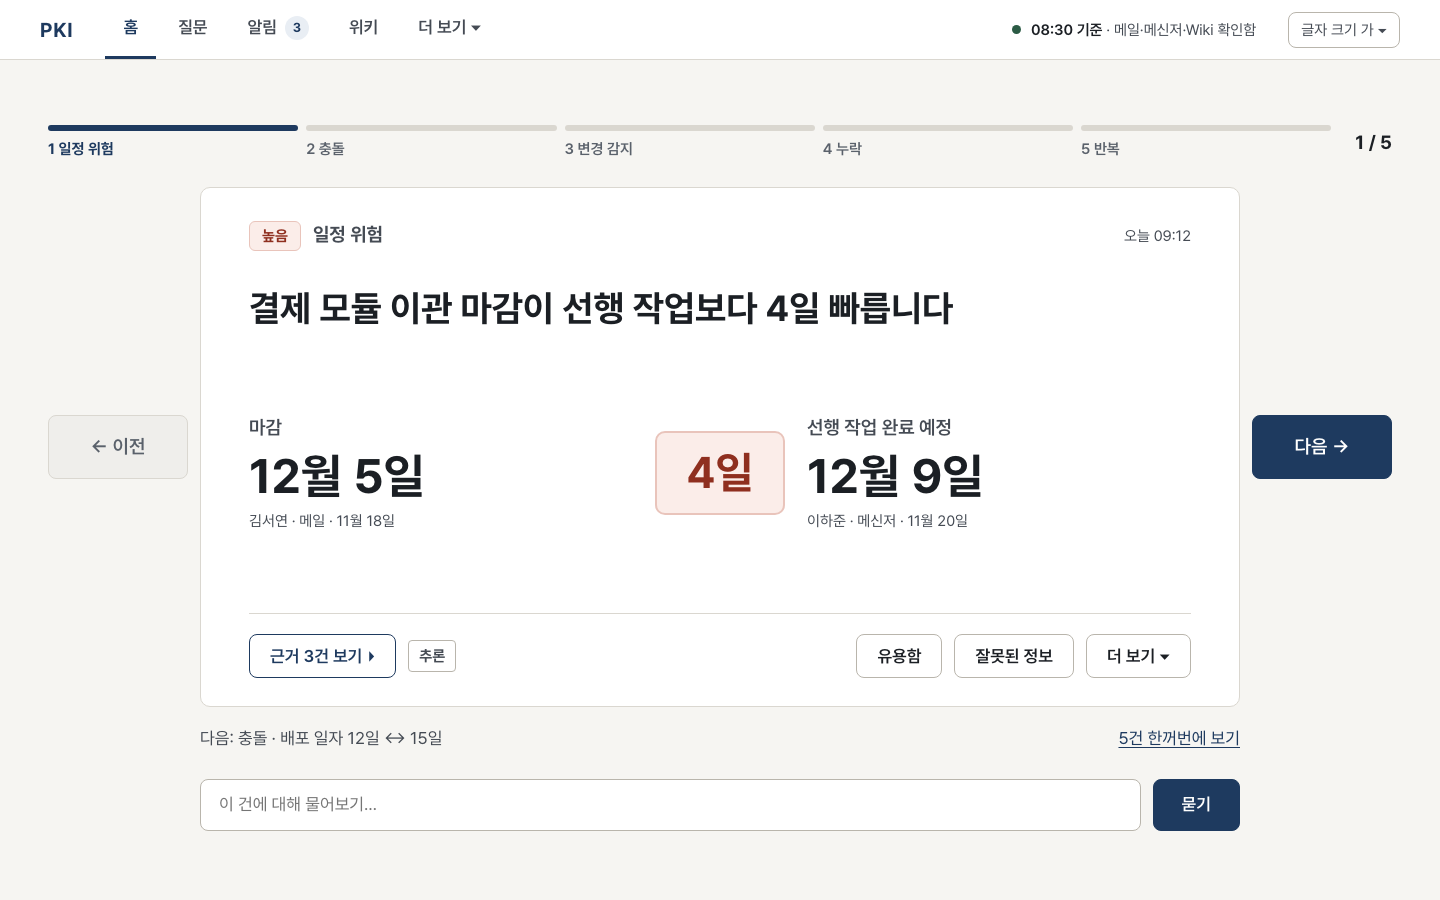 PKI 홈 질문 알림 3 위키 더 보기 08:30 기준 · 메일·메신저·Wiki 확인함 글자 크기 가
1 일정 위험 2 충돌 3 변경 감지 4 누락 5 반복 1 / 5
높음 일정 위험 오늘 09:12
결제 모듈 이관 마감이 선행 작업보다 4일 빠릅니다
← 이전
마감
12월 5일
김서연 · 메일 · 11월 18일
4일
선행 작업 완료 예정
12월 9일
이하준 · 메신저 · 11월 20일
다음 →
근거 3건 보기 추론 유용함 잘못된 정보 더 보기
다음: 충돌 · 배포 일자 12일 ↔ 15일 5건 한꺼번에 보기
이 건에 대해 물어보기... 묻기